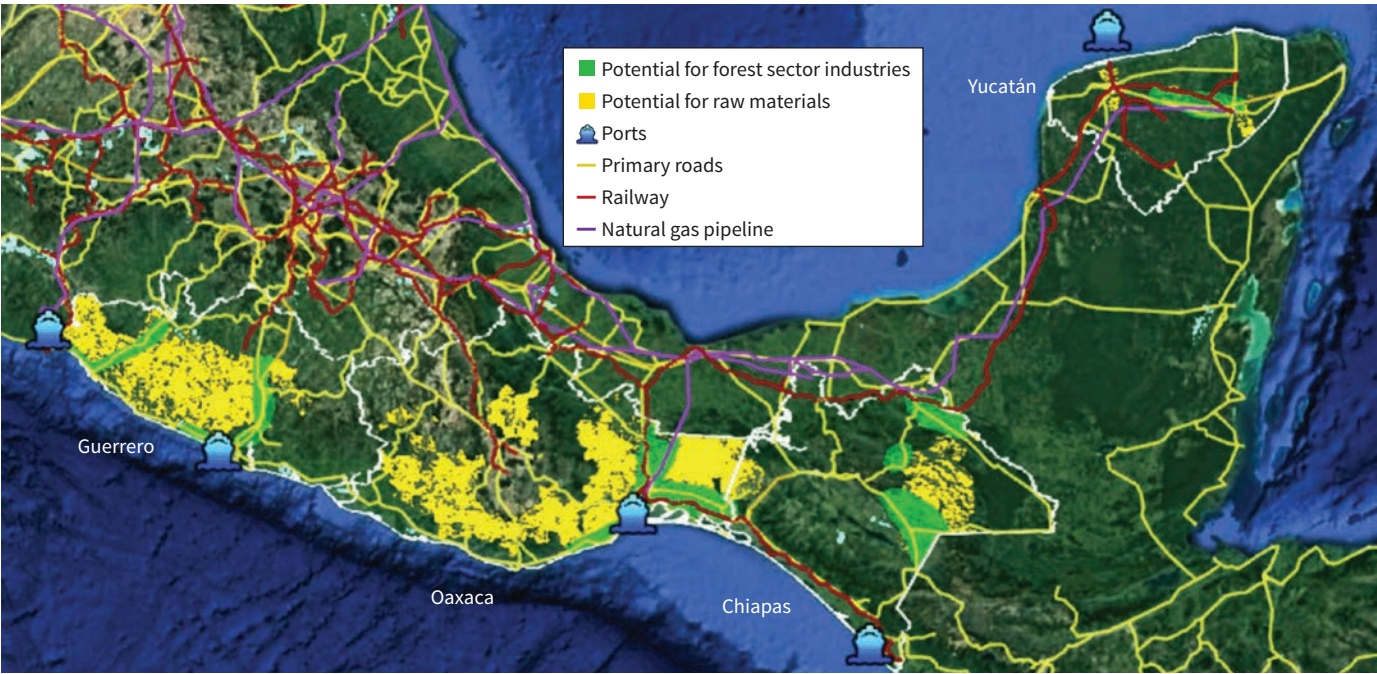 Potential for forest sector industries
Potential for raw materials
Ports
Primary roads
Railway
Natural gas pipeline
Yucatán
Guerrero
Oaxaca
Chiapas